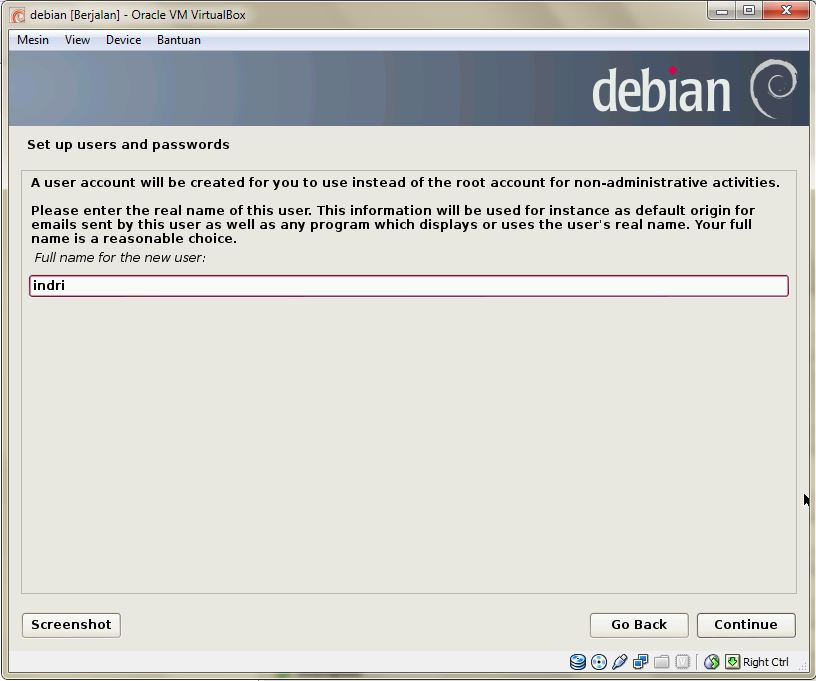 debian [Berjalan] - Oracle VM VirtualBox
Mesin View Device Bantuan
debian
Set up users and passwords
A user account will be created for you to use instead of the root account for non-administrative activities.
Please enter the real name of this user. This information will be used for instance as default origin for
emails sent by this user as well as any program which displays or uses the user's real name. Your full
name is a reasonable choice.
Full name for the new user:
indri
Screenshot Go Back Continue
Right Ctrl